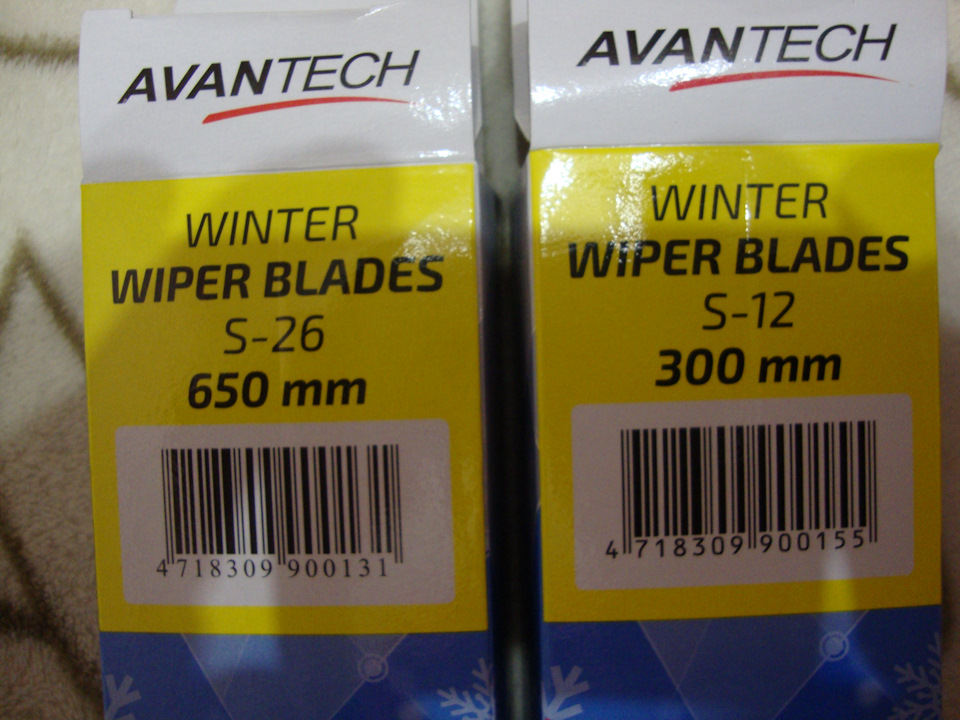 AVANTECH
WINTER
WIPER BLADES
S-26
650 mm
4 718309 900131
AVANTECH
WINTER
WIPER BLADES
S-12
300 mm
4 718309 900155